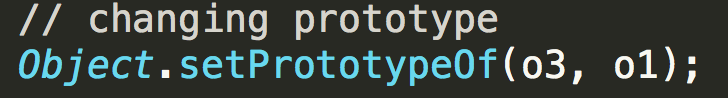 // changing prototype
Object.setPrototypeOf(o3, o1);